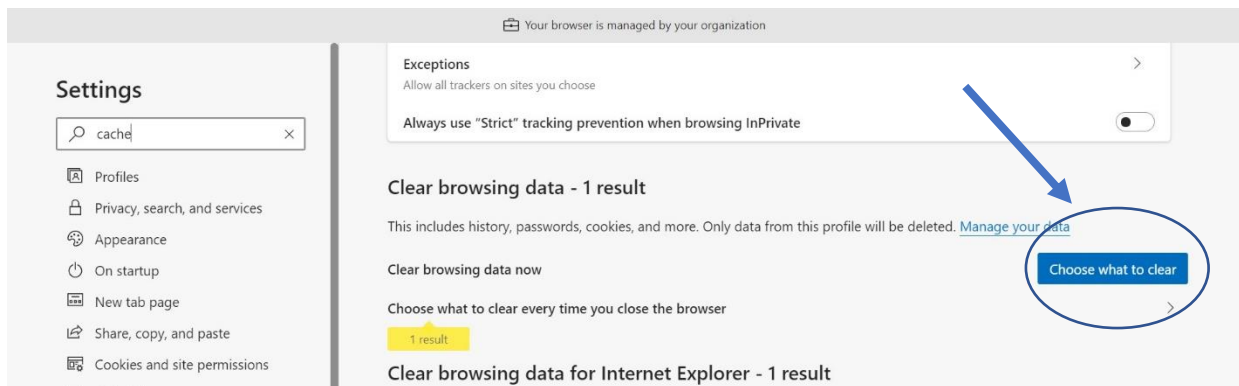 Your browser is managed by your organization
Settings
cache
Profiles
Privacy, search, and services
Appearance
On startup
New tab page
Share, copy, and paste
Cookies and site permissions
Exceptions
Allow all trackers on sites you choose
Always use “Strict” tracking prevention when browsing InPrivate
Clear browsing data - 1 result
This includes history, passwords, cookies, and more. Only data from this profile will be deleted. Manage your data
Clear browsing data now
Choose what to clear
Choose what to clear every time you close the browser
1 result
Clear browsing data for Internet Explorer - 1 result